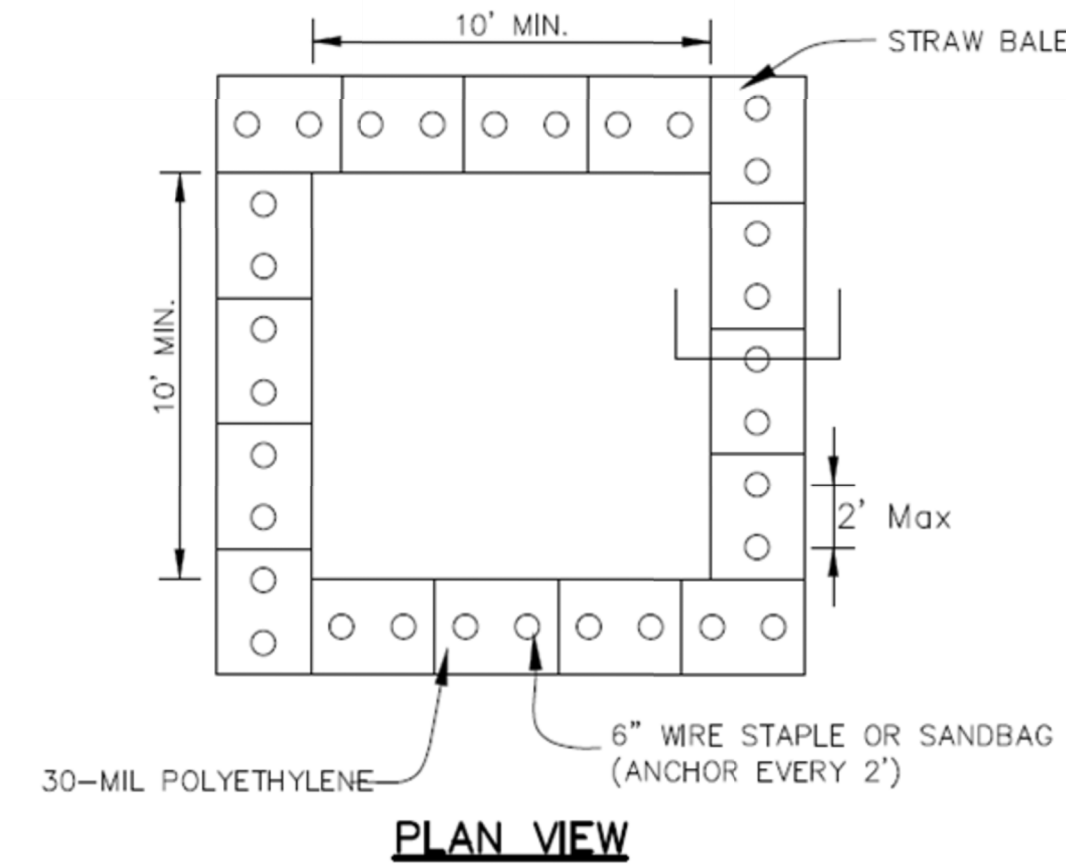 10' MIN.
STRAW BALE
10' MIN.
2' Max
6" WIRE STAPLE OR SANDBAG
(ANCHOR EVERY 2')
30-MIL POLYETHYLENE
PLAN VIEW